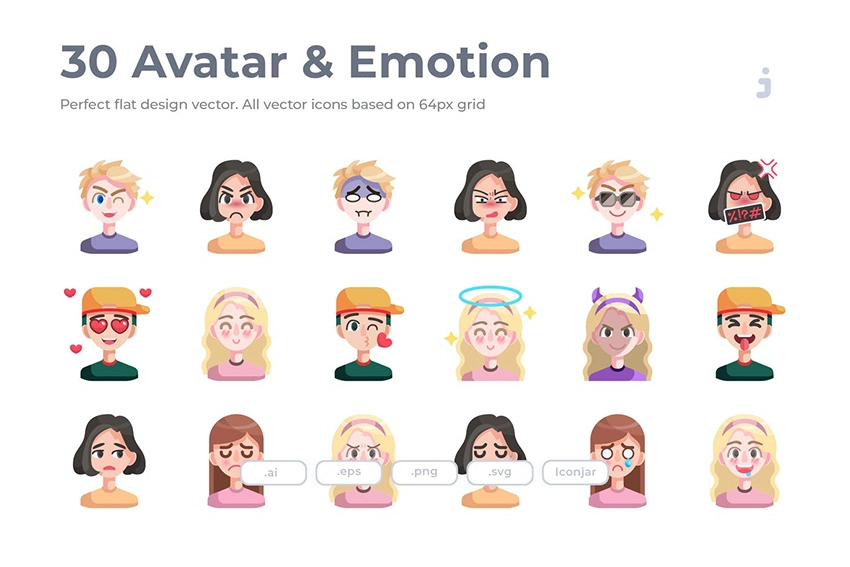 30 Avatar & Emotion
Perfect flat design vector. All vector icons based on 64px grid
%!?#
.ai
.eps
.png
.svg
Iconjar